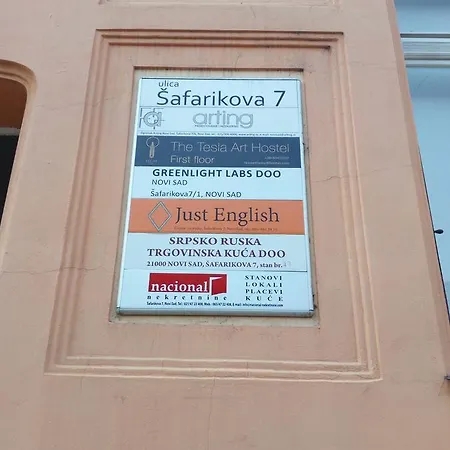 ulica
Šafarikova 7
arting
The Tesla Art Hostel
First floor
GREENLIGHT LABS DOO
NOVI SAD
Šafarikova7/1, NOVI SAD
Just English
SRPSKO RUSKA
TRGOVINSKA KUĆA DOO
21000 NOVI SAD, ŠAFARIKOVA 7, stan br.
nacional
nekretnine
STANOVI
LOKALI
PLACEVI
KUĆE